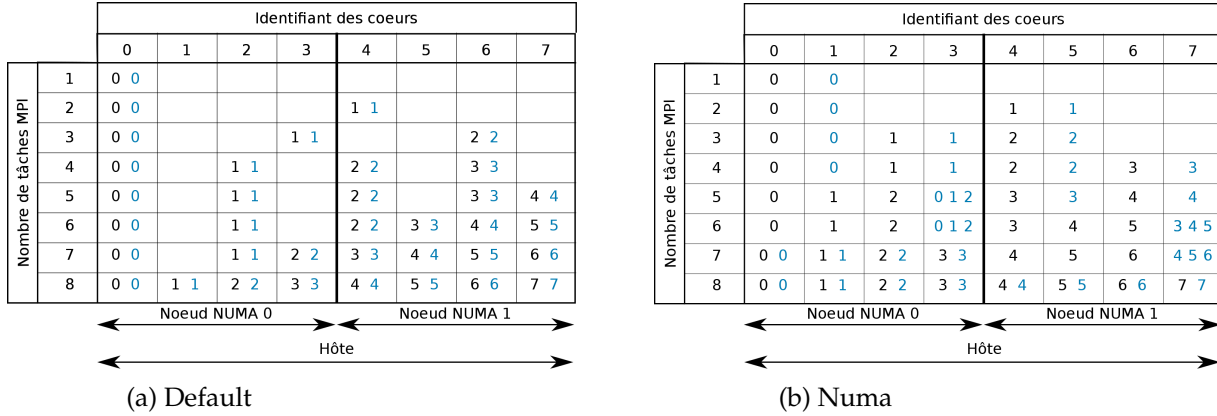 Identifiant des coeurs
0 1 2 3 4 5 6 7
Nombre de tâches MPI
1 0 0
2 0 0 1 1
3 0 0 1 1 2 2
4 0 0 1 1 2 2 3 3
5 0 0 1 1 2 2 3 3 4 4
6 0 0 1 1 2 2 3 3 4 4 5 5
7 0 0 1 1 2 2 3 3 4 4 5 5 6 6
8 0 0 1 1 2 2 3 3 4 4 5 5 6 6 7 7
Noeud NUMA 0 Noeud NUMA 1
Hôte
(a) Default
Identifiant des coeurs
0 1 2 3 4 5 6 7
Nombre de tâches MPI
1 0 0
2 0 0 1 1
3 0 0 1 1 2 2
4 0 0 1 1 2 2 3 3
5 0 1 2 0 1 2 3 3 4 4
6 0 1 2 0 1 2 3 4 5 3 4 5
7 0 0 1 1 2 2 3 3 4 5 6 4 5 6
8 0 0 1 1 2 2 3 3 4 4 5 5 6 6 7 7
Noeud NUMA 0 Noeud NUMA 1
Hôte
(b) Numa